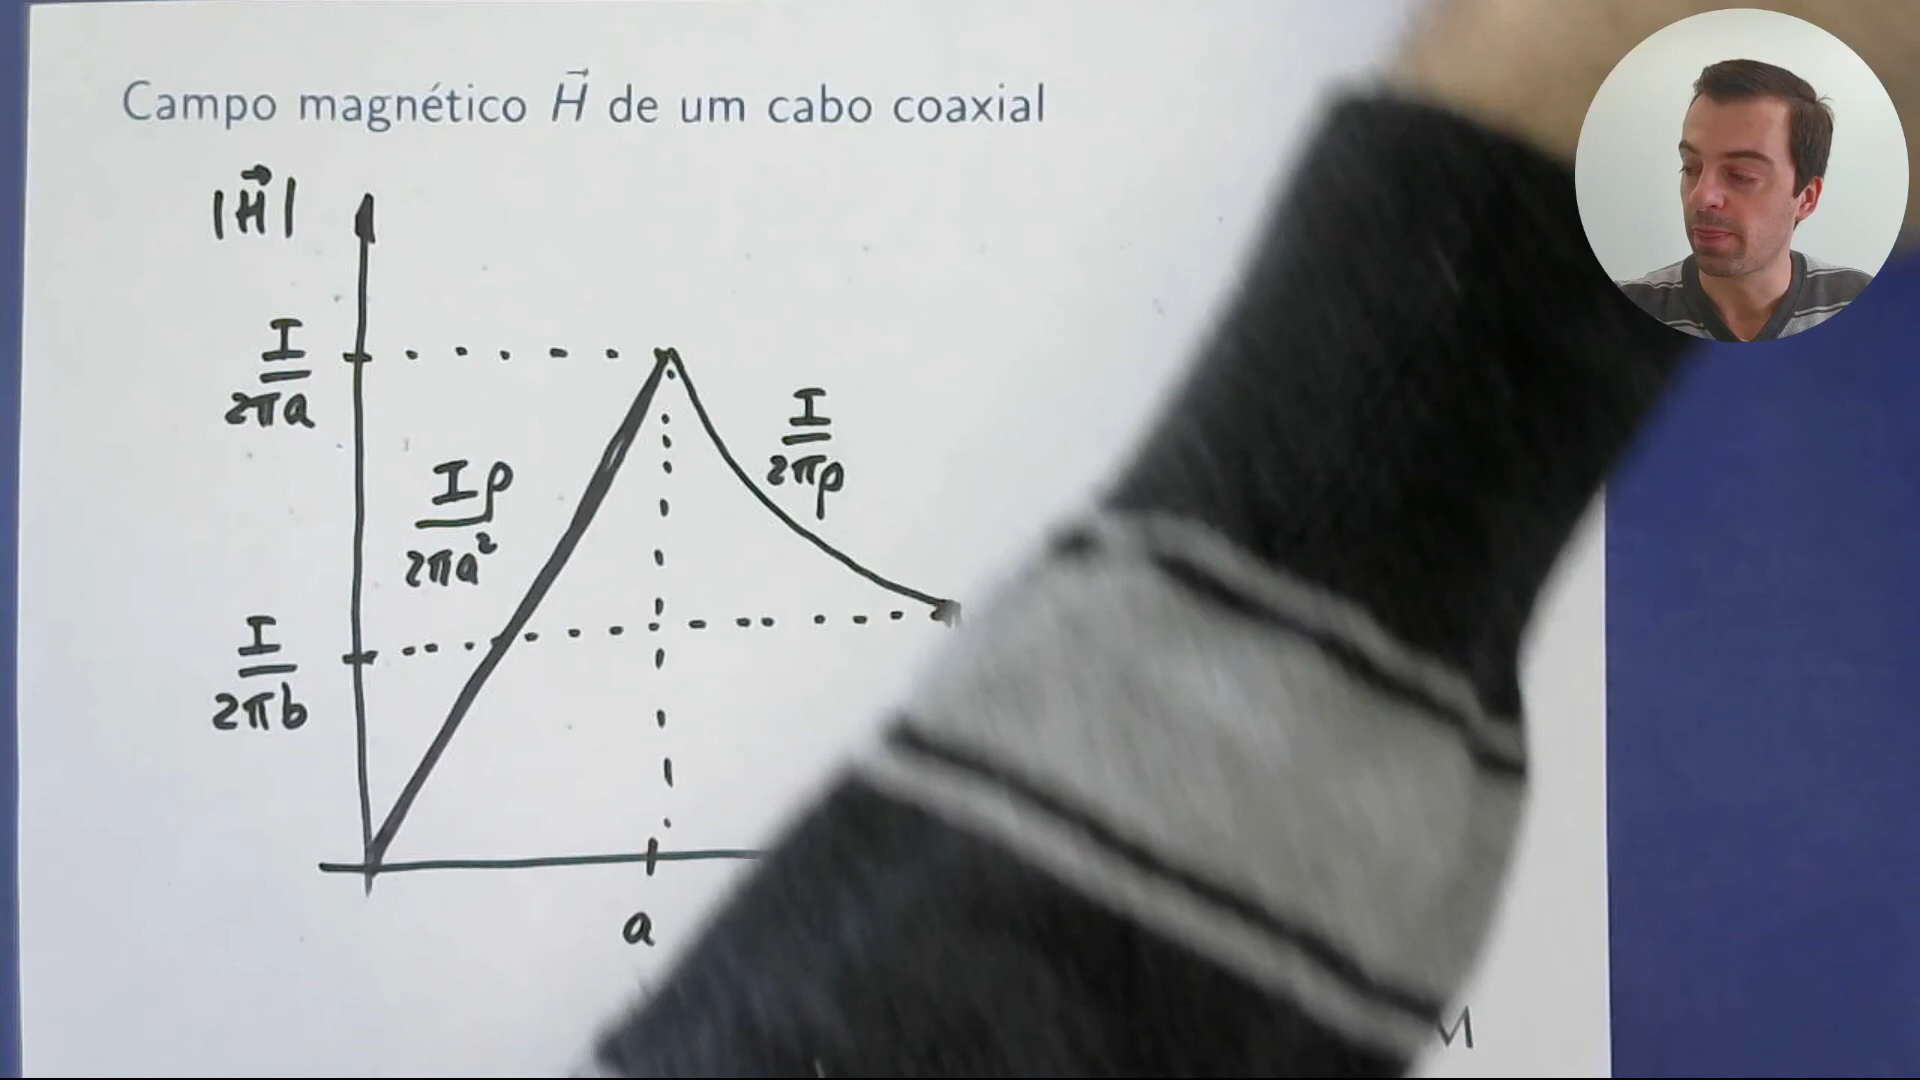 Campo magnético H⃗ de um cabo coaxial
|H⃗|
I
2πa
I
2πρ
Iρ
2πa²
I
2πb
a
M